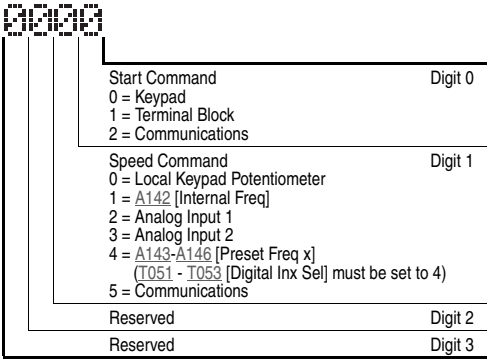 0000
Start Command Digit 0
0 = Keypad
1 = Terminal Block
2 = Communications
Speed Command Digit 1
0 = Local Keypad Potentiometer
1 = A142 [Internal Freq]
2 = Analog Input 1
3 = Analog Input 2
4 = A143-A146 [Preset Freq x]
(T051 - T053 [Digital Inx Sel] must be set to 4)
5 = Communications
Reserved Digit 2
Reserved Digit 3